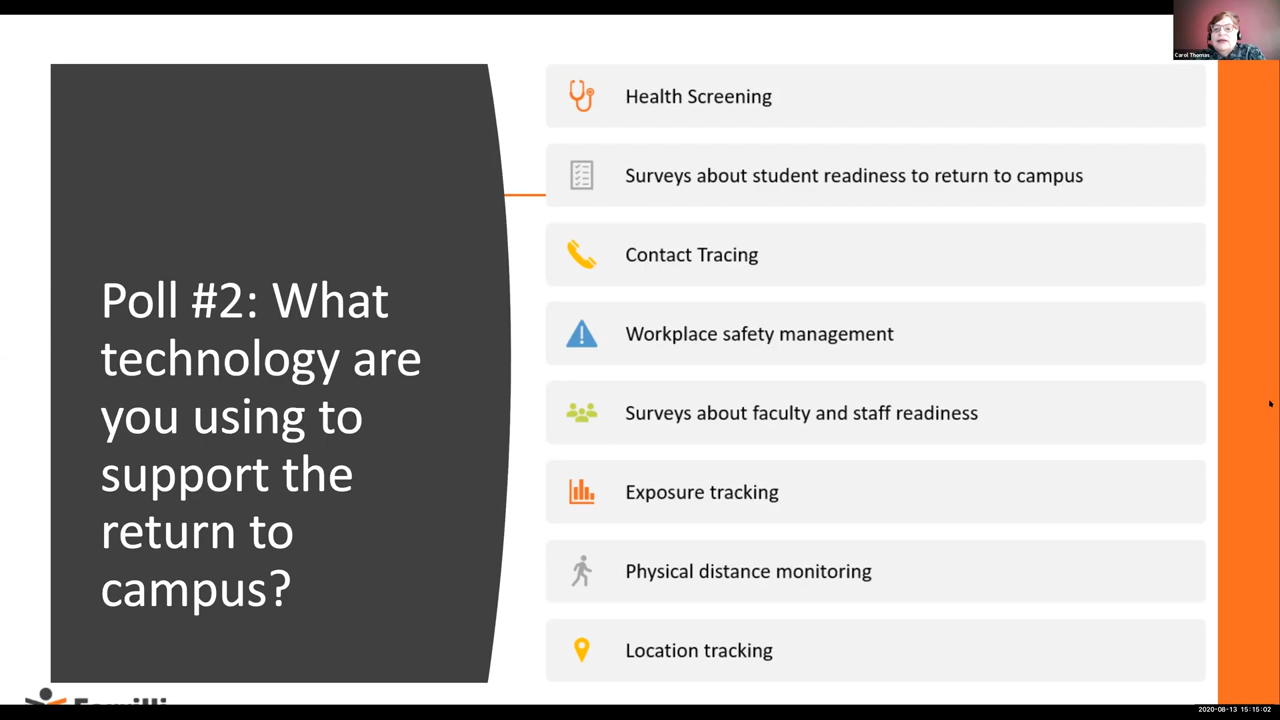 Carol Thomas
Poll #2: What
technology are
you using to
support the
return to
campus?
Health Screening
Surveys about student readiness to return to campus
Contact Tracing
Workplace safety management
Surveys about faculty and staff readiness
Exposure tracking
Physical distance monitoring
Location tracking
2020-08-13 15:15:02